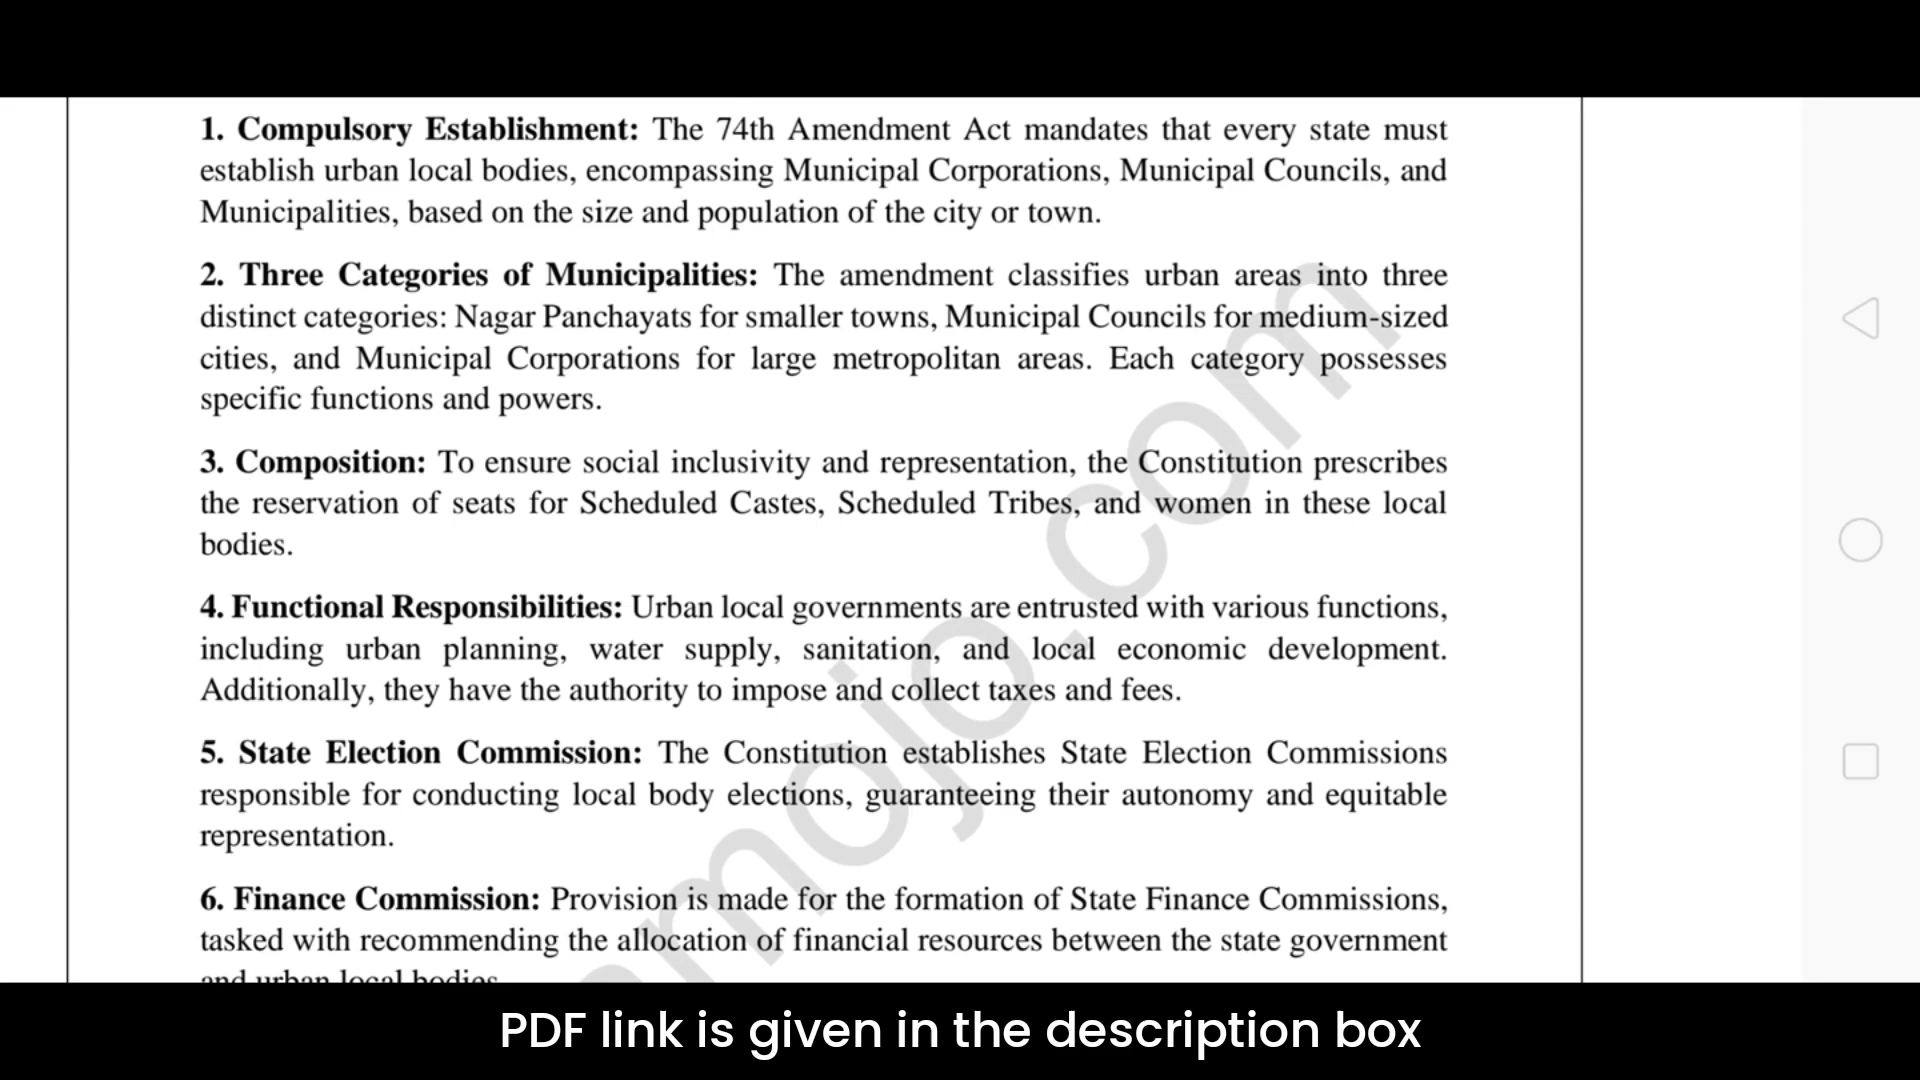 1. Compulsory Establishment: The 74th Amendment Act mandates that every state must
establish urban local bodies, encompassing Municipal Corporations, Municipal Councils, and
Municipalities, based on the size and population of the city or town.
2. Three Categories of Municipalities: The amendment classifies urban areas into three
distinct categories: Nagar Panchayats for smaller towns, Municipal Councils for medium-sized
cities, and Municipal Corporations for large metropolitan areas. Each category possesses
specific functions and powers.
3. Composition: To ensure social inclusivity and representation, the Constitution prescribes
the reservation of seats for Scheduled Castes, Scheduled Tribes, and women in these local
bodies.
4. Functional Responsibilities: Urban local governments are entrusted with various functions,
including urban planning, water supply, sanitation, and local economic development.
Additionally, they have the authority to impose and collect taxes and fees.
5. State Election Commission: The Constitution establishes State Election Commissions
responsible for conducting local body elections, guaranteeing their autonomy and equitable
representation.
6. Finance Commission: Provision is made for the formation of State Finance Commissions,
tasked with recommending the allocation of financial resources between the state government
and urban local bodies.
mojo.com
PDF link is given in the description box